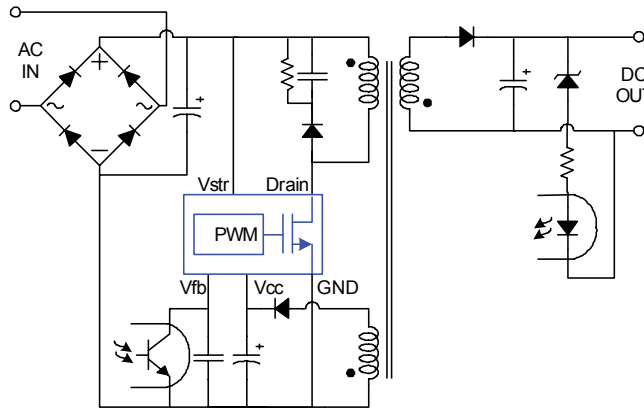 AC
IN
+
~
~
−
+
+
DC
OUT
Vstr
Drain
PWM
Vfb
Vcc
GND
+